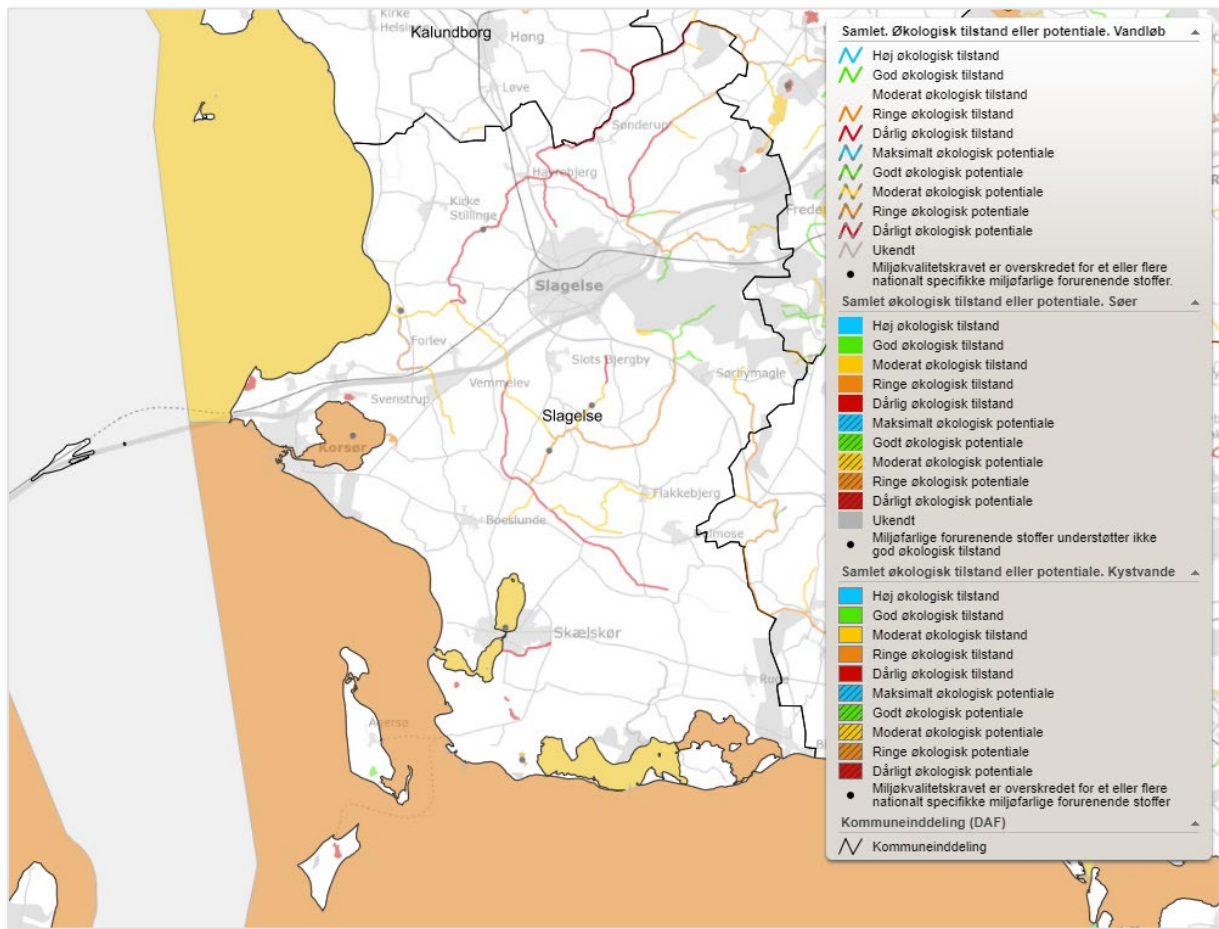 Kirke
Helsinge
Kalundborg
Høng
Løve
Sønderup
Havrebjerg
Kirke
Stillinge
Freder
Slagelse
Forlev
Slots Bjergby
Vemmelev
Sørbymagle
Svenstrup
Slagelse
Korsør
Flakkebjerg
Boeslunde
Dalmose
Skælskør
Rude
Agersø
Samlet. Økologisk tilstand eller potentiale. Vandløb
Høj økologisk tilstand
God økologisk tilstand
Moderat økologisk tilstand
Ringe økologisk tilstand
Dårlig økologisk tilstand
Maksimalt økologisk potentiale
Godt økologisk potentiale
Moderat økologisk potentiale
Ringe økologisk potentiale
Dårligt økologisk potentiale
Ukendt
Miljøkvalitetskravet er overskredet for et eller flere
nationalt specifikke miljøfarlige forurenende stoffer.
Samlet økologisk tilstand eller potentiale. Søer
Høj økologisk tilstand
God økologisk tilstand
Moderat økologisk tilstand
Ringe økologisk tilstand
Dårlig økologisk tilstand
Maksimalt økologisk potentiale
Godt økologisk potentiale
Moderat økologisk potentiale
Ringe økologisk potentiale
Dårligt økologisk potentiale
Ukendt
Miljøfarlige forurenende stoffer understøtter ikke
god økologisk tilstand
Samlet økologisk tilstand eller potentiale. Kystvande
Høj økologisk tilstand
God økologisk tilstand
Moderat økologisk tilstand
Ringe økologisk tilstand
Dårlig økologisk tilstand
Maksimalt økologisk potentiale
Godt økologisk potentiale
Moderat økologisk potentiale
Ringe økologisk potentiale
Dårligt økologisk potentiale
Miljøkvalitetskravet er overskredet for et eller flere
nationalt specifikke miljøfarlige forurenende stoffer
Kommuneinddeling (DAF)
Kommuneinddeling